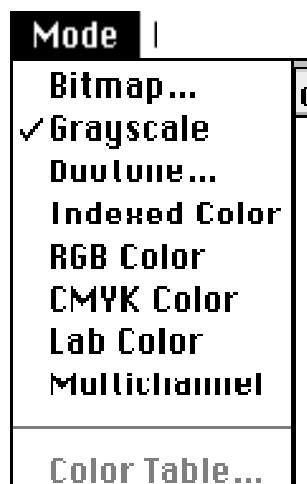 Mode
Bitmap...
✓Grayscale
Duotone...
Indexed Color
RGB Color
CMYK Color
Lab Color
Multichannel
Color Table...